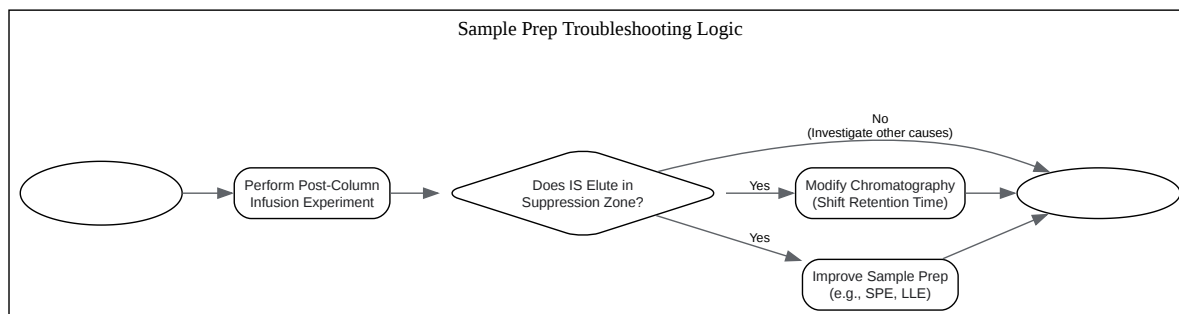 Sample Prep Troubleshooting Logic
Perform Post-Column
Infusion Experiment
Does IS Elute in
Suppression Zone?
No
(Investigate other causes)
Yes
Modify Chromatography
(Shift Retention Time)
Yes
Improve Sample Prep
(e.g., SPE, LLE)